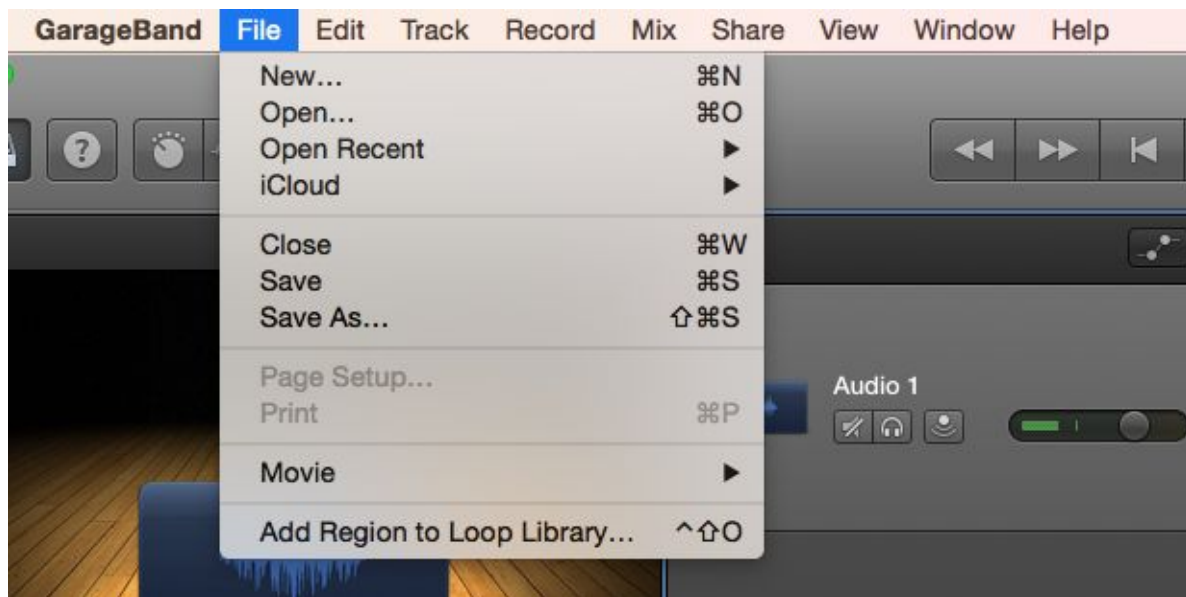 GarageBand File Edit Track Record Mix Share View Window Help
?
New... ⌘N
Open... ⌘O
Open Recent ▶
iCloud ▶
Close ⌘W
Save ⌘S
Save As... ⇧⌘S
Page Setup...
Print ⌘P
Movie ▶
Add Region to Loop Library... ^⇧O
Audio 1